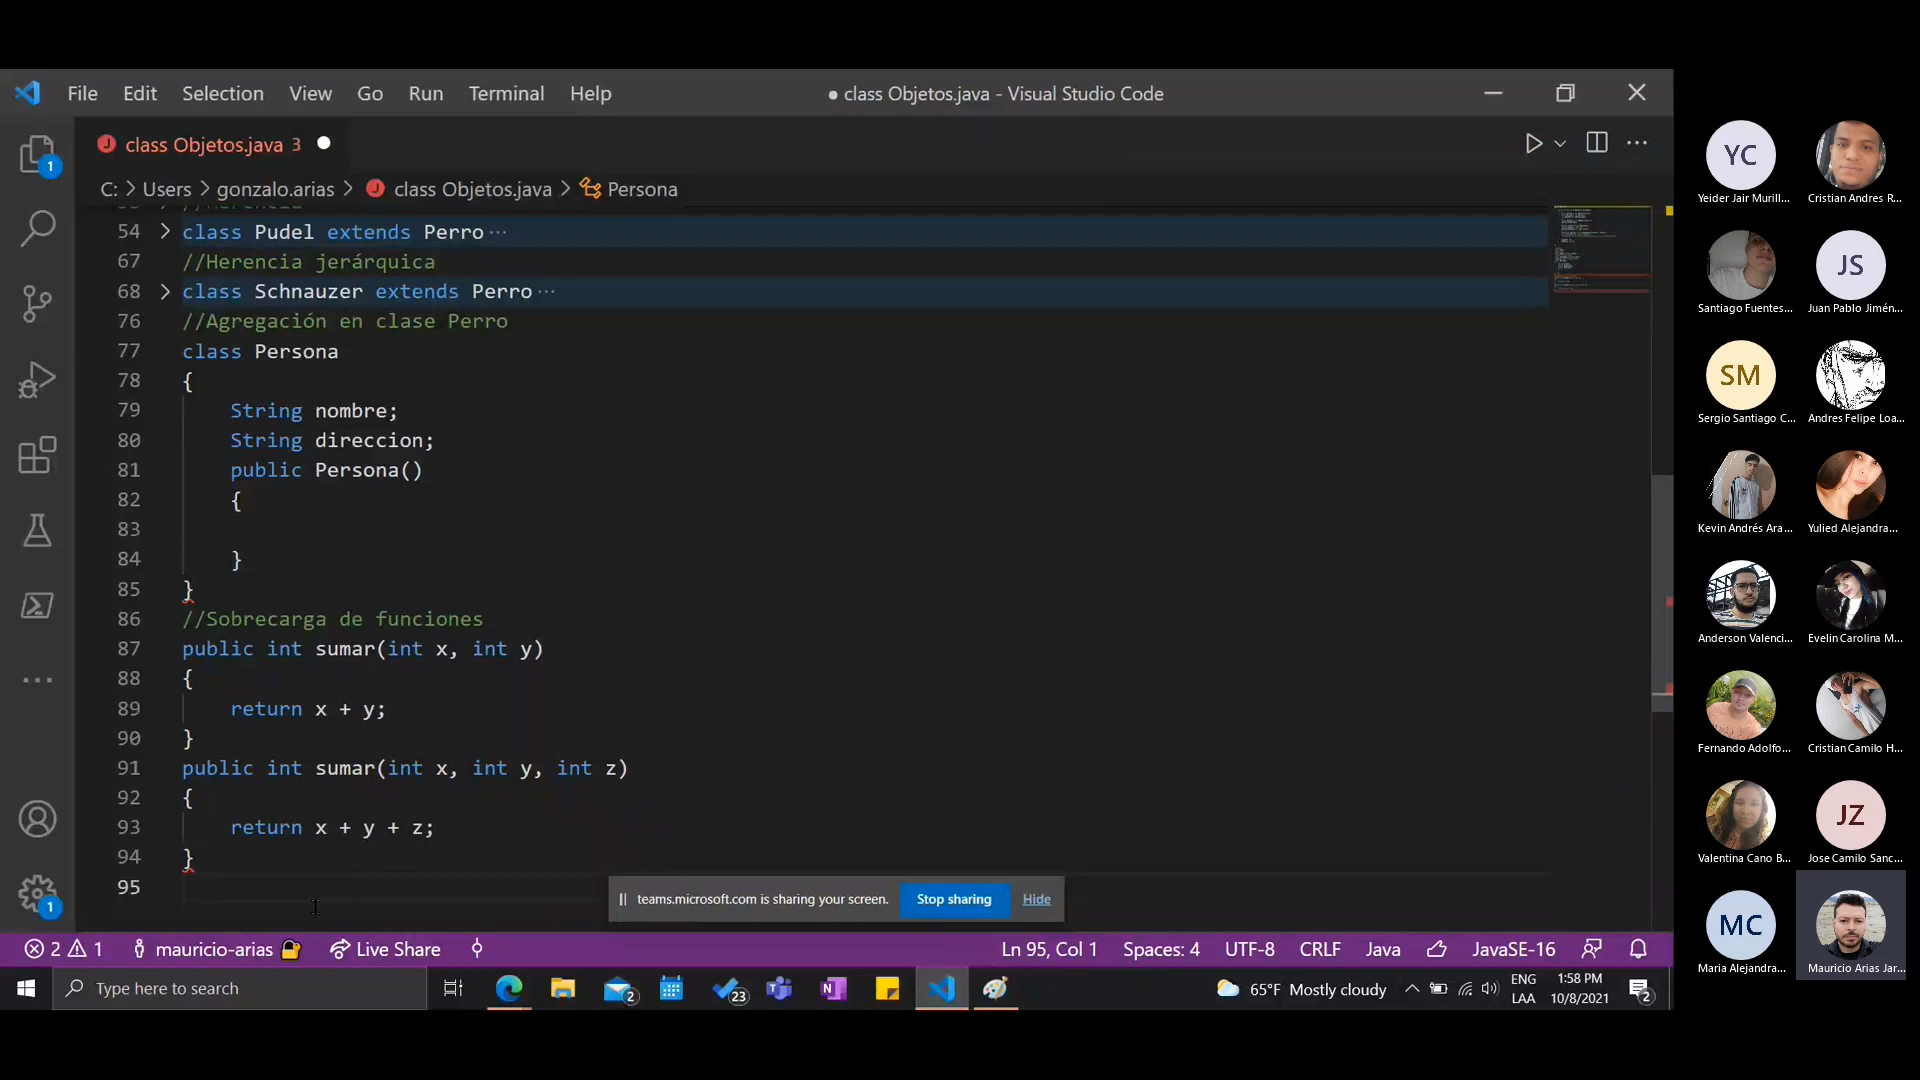 File Edit Selection View Go Run Terminal Help
● class Objetos.java - Visual Studio Code
class Objetos.java 3
C: > Users > gonzalo.arias > class Objetos.java > Persona
54 class Pudel extends Perro ···
67 //Herencia jerárquica
68 class Schnauzer extends Perro ···
76 //Agregación en clase Perro
77 class Persona
78 {
79 String nombre;
80 String direccion;
81 public Persona()
82 {
83
84 }
85 }
86 //Sobrecarga de funciones
87 public int sumar(int x, int y)
88 {
89 return x + y;
90 }
91 public int sumar(int x, int y, int z)
92 {
93 return x + y + z;
94 }
95
1
1
teams.microsoft.com is sharing your screen. Stop sharing Hide
2 1 mauricio-arias Live Share
Ln 95, Col 1 Spaces: 4 UTF-8 CRLF Java JavaSE-16
Type here to search
2
23
65°F Mostly cloudy
ENG
LAA
1:58 PM
10/8/2021
2
YC
Yeider Jair Murill...
Cristian Andres R...
Santiago Fuentes...
JS
Juan Pablo Jimén...
SM
Sergio Santiago C...
Andres Felipe Loa...
Kevin Andrés Ara...
Yulied Alejandra...
Anderson Valenci...
Evelin Carolina M...
Fernando Adolfo...
Cristian Camilo H...
Valentina Cano B...
JZ
Jose Camilo Sanc...
MC
Maria Alejandra...
Mauricio Arias Jar...